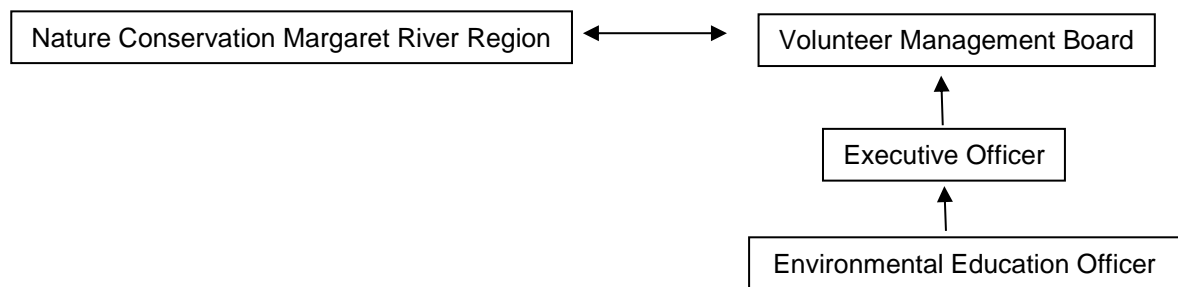 Nature Conservation Margaret River Region
Volunteer Management Board
Executive Officer
Environmental Education Officer